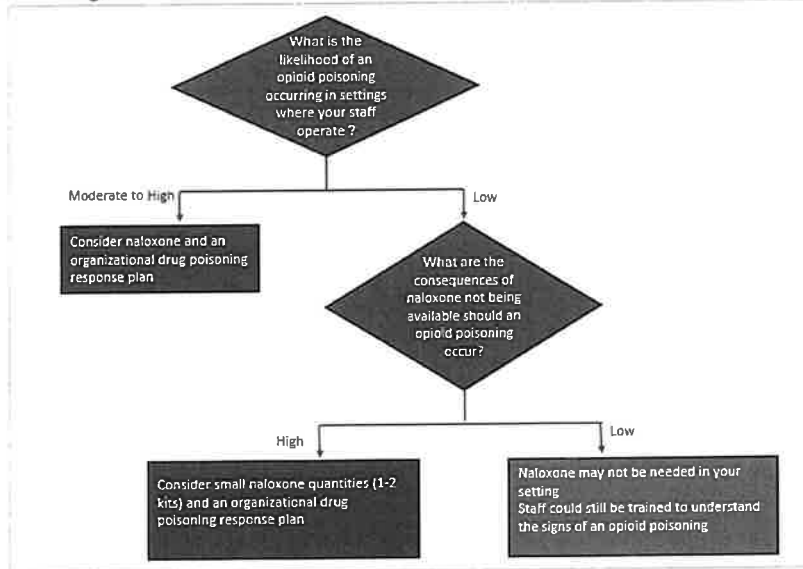 What is the
likelihood of an
opioid poisoning
occurring in settings
where your staff
operate ?
Moderate to High
Low
Consider naloxone and an
organizational drug poisoning
response plan
What are the
consequences of
naloxone not being
available should an
opioid poisoning
occur?
High
Low
Consider small naloxone quantities (1-2
kits) and an organizational drug
poisoning response plan
Naloxone may not be needed in your
setting
Staff could still be trained to understand
the signs of an opioid poisoning